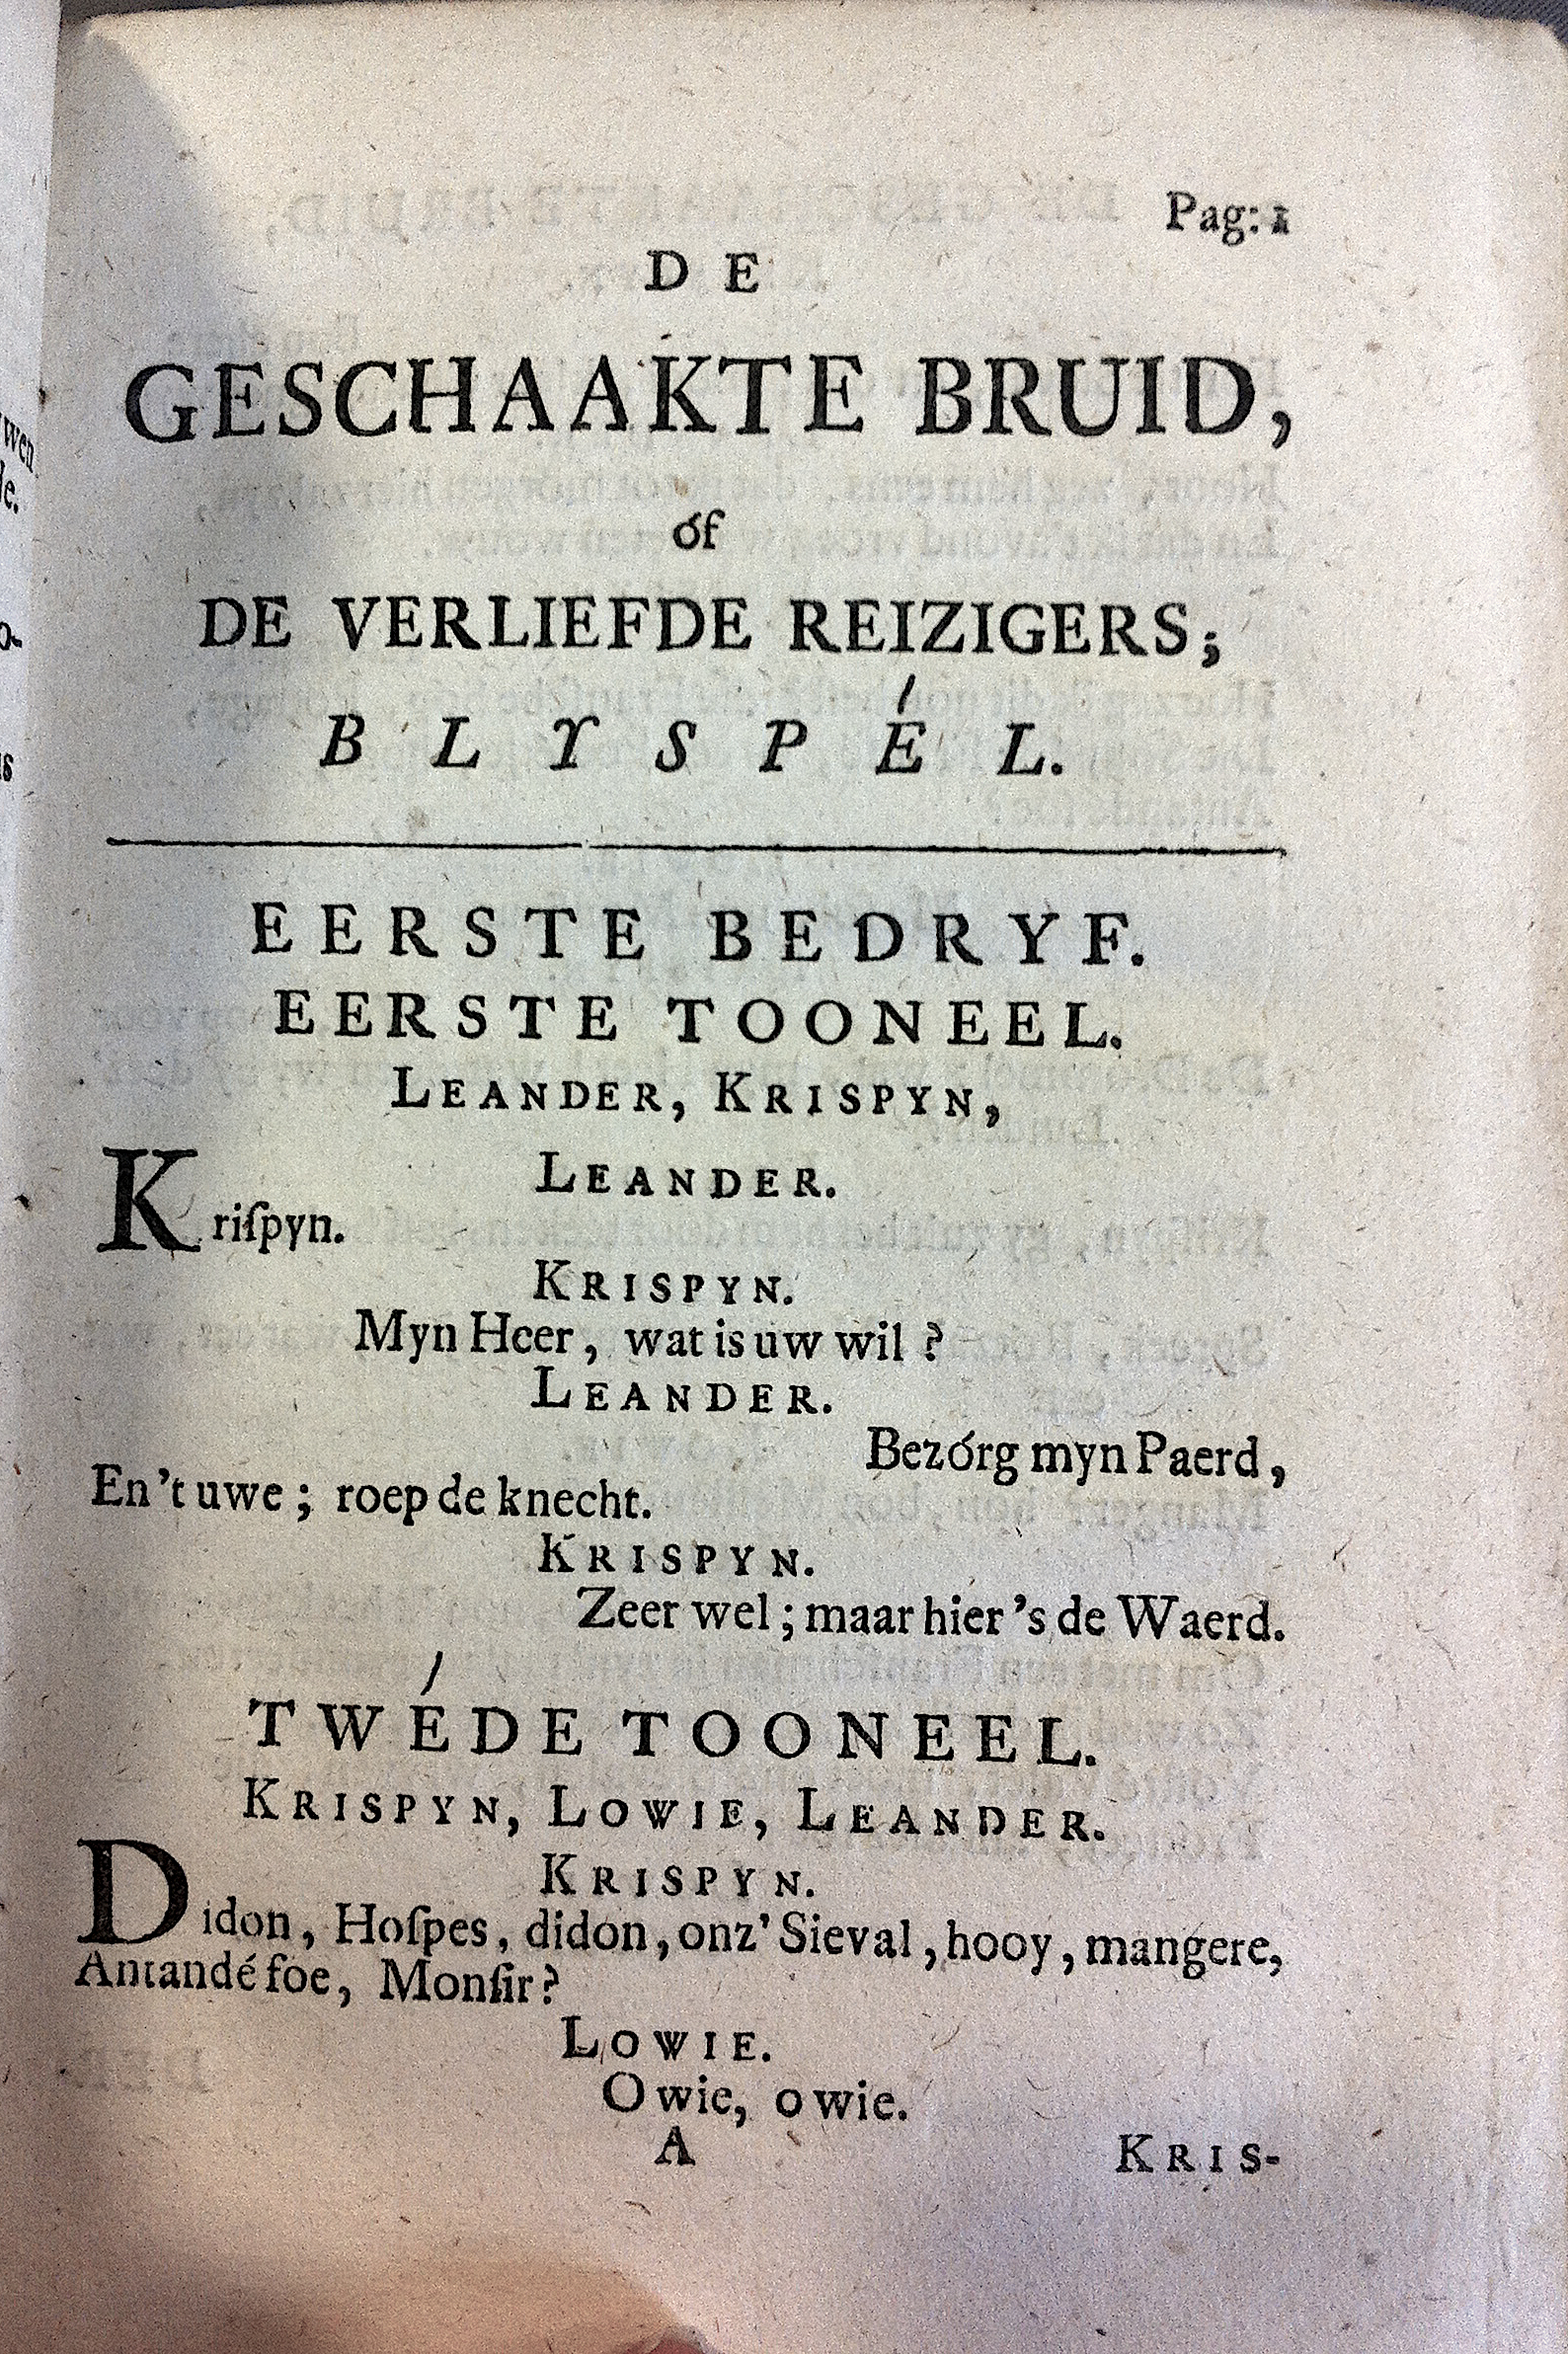 Pag: 1
DE
GESCHAAKTE BRUID,
óf
DE VERLIEFDE REIZIGERS;
BLYSPÉL.
EERSTE BEDRYF.
EERSTE TOONEEL.
LEANDER, KRISPYN,
LEANDER.
Kriſpyn.
KRISPYN.
Myn Heer, wat is uw wil?
LEANDER.
Bezórg myn Paerd,
En 't uwe; roep de knecht.
KRISPYN.
Zeer wel; maar hier 's de Waerd.
TWÉDE TOONEEL.
KRISPYN, LOWIE, LEANDER.
KRISPYN.
Didon, Hoſpes, didon, onz' Sieval, hooy, mangere,
Antandé foe, Monſir?
LOWIE.
O wie, o wie.
A
KRIS-